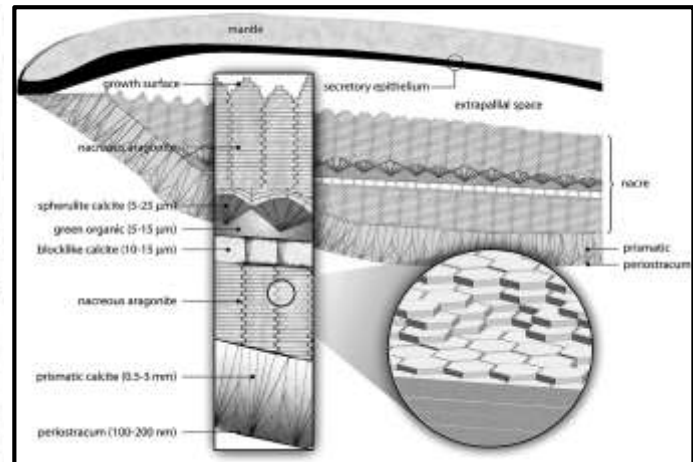 mantle
growth surface
secretory epithelium
extrapallial space
nacreous aragonite
nacre
spherulite calcite (5-25 µm)
green organic (5-15 µm)
blocklike calcite (10-15 µm)
prismatic
periostracum
nacreous aragonite
prismatic calcite (0.5-3 mm)
periostracum (100-200 nm)